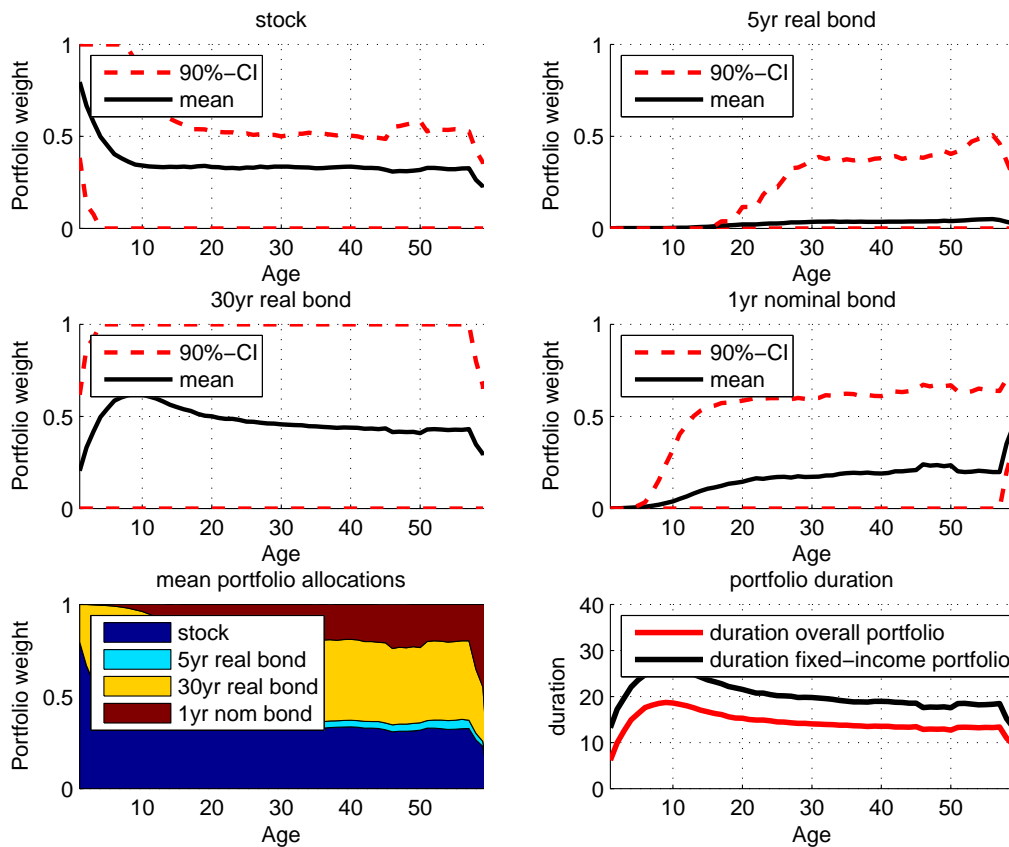 stock
1
0.5
0
Portfolio weight
90%-CI
mean
10 20 30 40 50
Age
5yr real bond
1
0.5
0
Portfolio weight
90%-CI
mean
10 20 30 40 50
Age
30yr real bond
1
0.5
0
Portfolio weight
90%-CI
mean
10 20 30 40 50
Age
1yr nominal bond
1
0.5
0
Portfolio weight
90%-CI
mean
10 20 30 40 50
Age
mean portfolio allocations
1
0.5
0
Portfolio weight
stock
5yr real bond
30yr real bond
1yr nom bond
10 20 30 40 50
Age
portfolio duration
40
30
20
10
0
duration
duration overall portfolio
duration fixed-income portfolio
10 20 30 40 50
Age